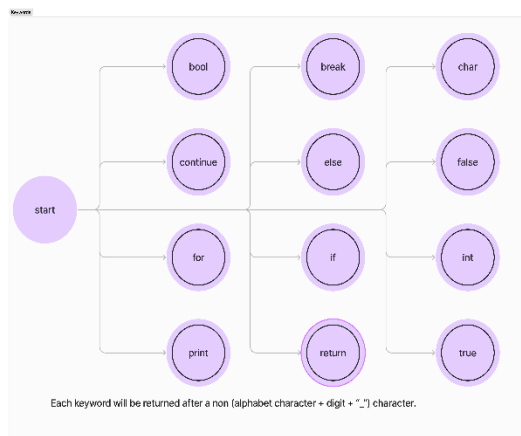 Keywords
bool
break
char
continue
else
false
start
for
if
int
print
return
true
Each keyword will be returned after a non (alphabet character + digit + "_") character.